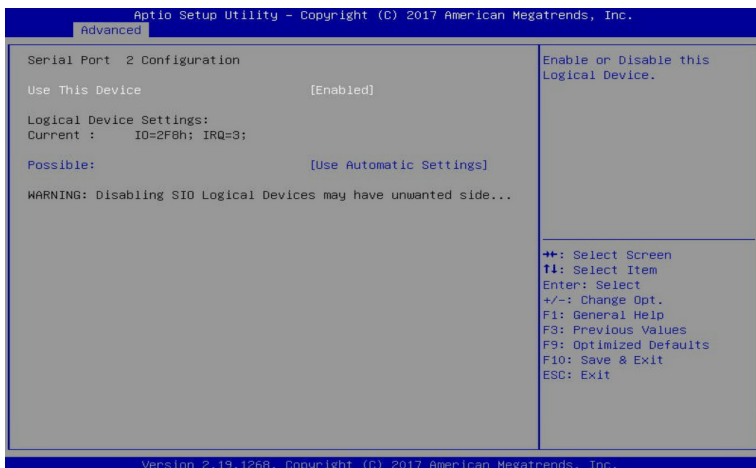 Aptio Setup Utility – Copyright (C) 2017 American Megatrends, Inc.
Advanced
Serial Port 2 Configuration
Use This Device [Enabled]
Logical Device Settings:
Current : IO=2F8h; IRQ=3;
Possible: [Use Automatic Settings]
WARNING: Disabling SIO Logical Devices may have unwanted side...
Enable or Disable this
Logical Device.
→←: Select Screen
↑↓: Select Item
Enter: Select
+/-: Change Opt.
F1: General Help
F3: Previous Values
F9: Optimized Defaults
F10: Save & Exit
ESC: Exit
Version 2.19.1268. Copyright (C) 2017 American Megatrends, Inc.